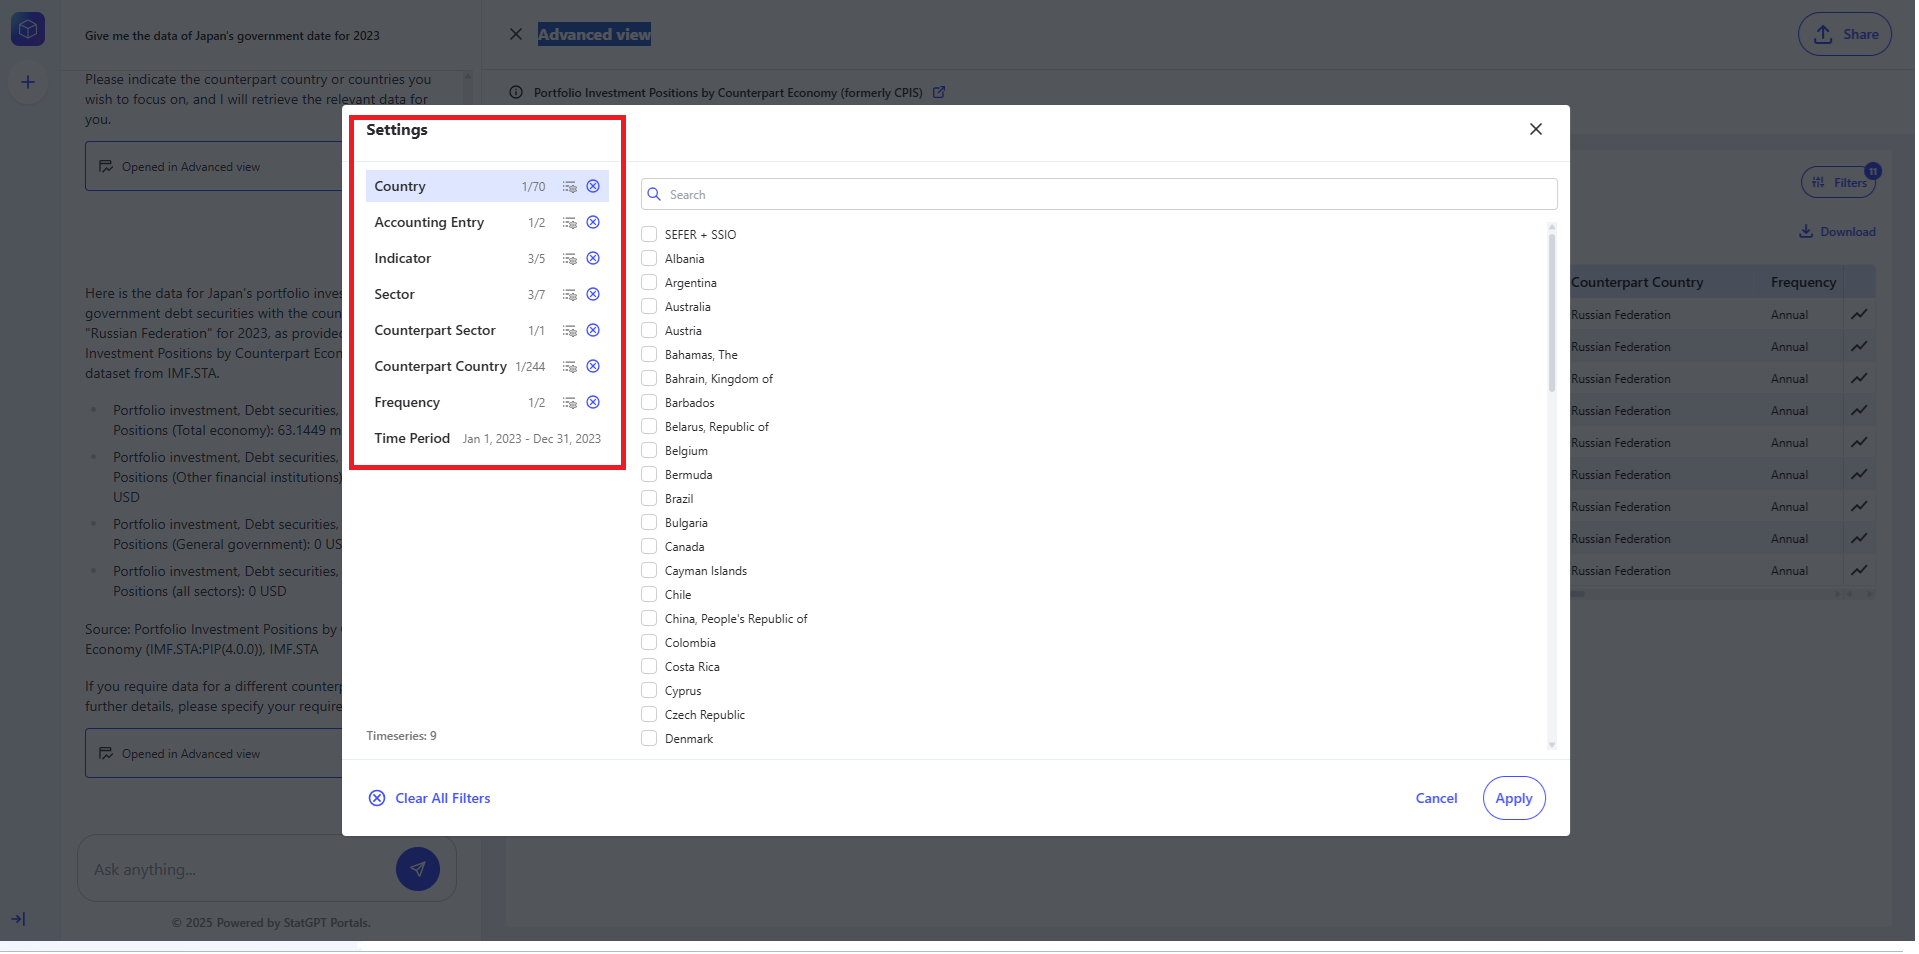 Give me the data of Japan's government date for 2023
Advanced view
Share
Please indicate the counterpart country or countries you
wish to focus on, and I will retrieve the relevant data for
you.
Opened in Advanced view
Portfolio Investment Positions by Counterpart Economy (formerly CPIS)
Filters
11
Download
Counterpart Country Frequency
Russian Federation Annual
Russian Federation Annual
Russian Federation Annual
Russian Federation Annual
Russian Federation Annual
Russian Federation Annual
Russian Federation Annual
Russian Federation Annual
Russian Federation Annual
Here is the data for Japan's portfolio inves
government debt securities with the coun
"Russian Federation" for 2023, as provided
Investment Positions by Counterpart Econ
dataset from IMF.STA.
Portfolio investment, Debt securities,
Positions (Total economy): 63.1449 m
Portfolio investment, Debt securities,
Positions (Other financial institutions)
USD
Portfolio investment, Debt securities,
Positions (General government): 0 US
Portfolio investment, Debt securities,
Positions (all sectors): 0 USD
Source: Portfolio Investment Positions by
Economy (IMF.STA:PIP(4.0.0)), IMF.STA
If you require data for a different counterp
further details, please specify your require
Opened in Advanced view
Ask anything...
© 2025 Powered by StatGPT Portals.
Settings
Country 1/70
Accounting Entry 1/2
Indicator 3/5
Sector 3/7
Counterpart Sector 1/1
Counterpart Country 1/244
Frequency 1/2
Time Period Jan 1, 2023 - Dec 31, 2023
Timeseries: 9
Search
SEFER + SSIO
Albania
Argentina
Australia
Austria
Bahamas, The
Bahrain, Kingdom of
Barbados
Belarus, Republic of
Belgium
Bermuda
Brazil
Bulgaria
Canada
Cayman Islands
Chile
China, People's Republic of
Colombia
Costa Rica
Cyprus
Czech Republic
Denmark
Clear All Filters
Cancel
Apply